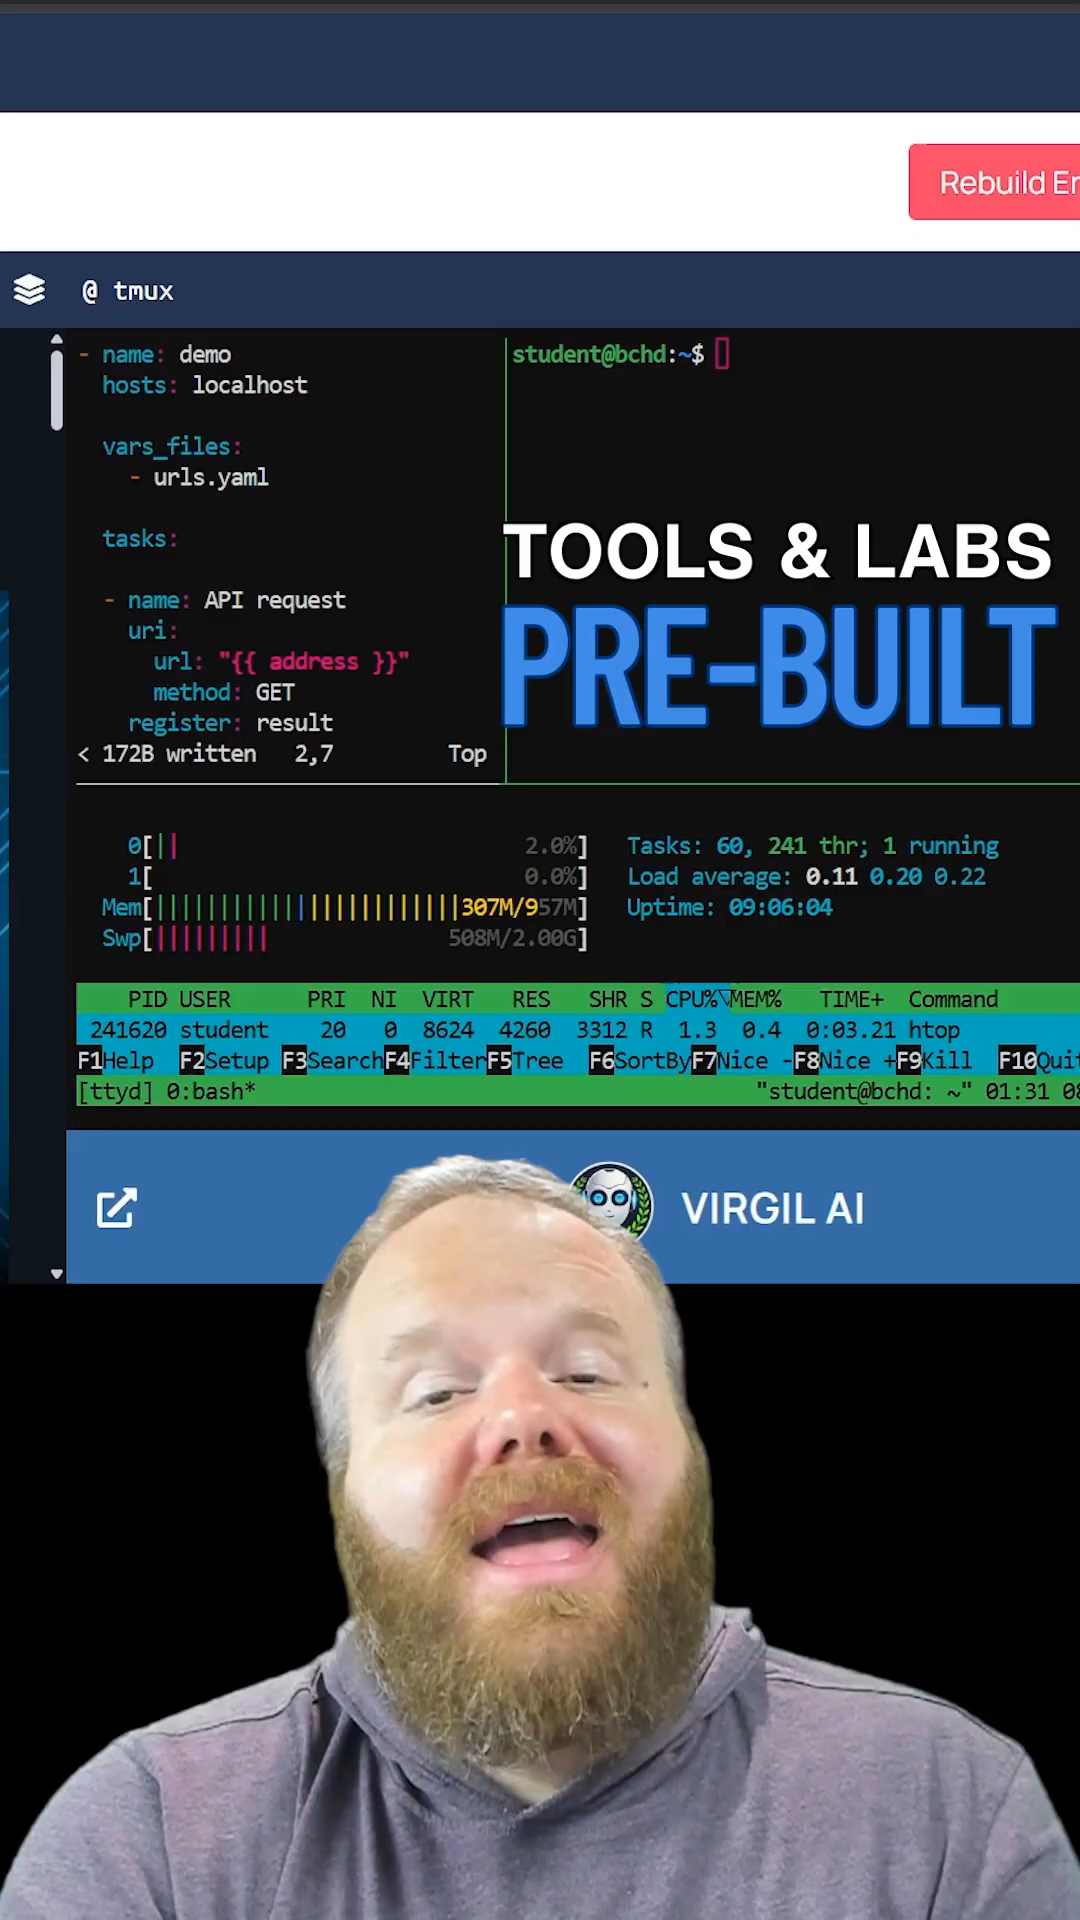 Rebuild En
@ tmux
- name: demo
hosts: localhost
vars_files:
- urls.yaml
tasks:
- name: API request
uri:
url: "{{ address }}"
method: GET
register: result
< 172B written 2,7 Top
student@bchd:~$
TOOLS & LABS
PRE-BUILT
0[|| 2.0%]
1[ 0.0%]
Mem[||||||||||||||||||||||||307M/957M]
Swp[||||||||| 508M/2.00G]
Tasks: 60, 241 thr; 1 running
Load average: 0.11 0.20 0.22
Uptime: 09:06:04
PID USER PRI NI VIRT RES SHR S CPU%▽MEM% TIME+ Command
241620 student 20 0 8624 4260 3312 R 1.3 0.4 0:03.21 htop
F1Help F2Setup F3SearchF4FilterF5Tree F6SortByF7Nice -F8Nice +F9Kill F10Quit
[ttyd] 0:bash* "student@bchd: ~" 01:31 08
VIRGIL AI